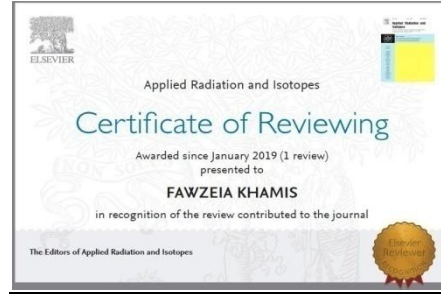 ELSEVIER
Applied Radiation and Isotopes
Certificate of Reviewing
Awarded since January 2019 (1 review)
presented to
FAWZEIA KHAMIS
in recognition of the review contributed to the journal
The Editors of Applied Radiation and Isotopes
Elsevier
Reviewer
RECOGNITION